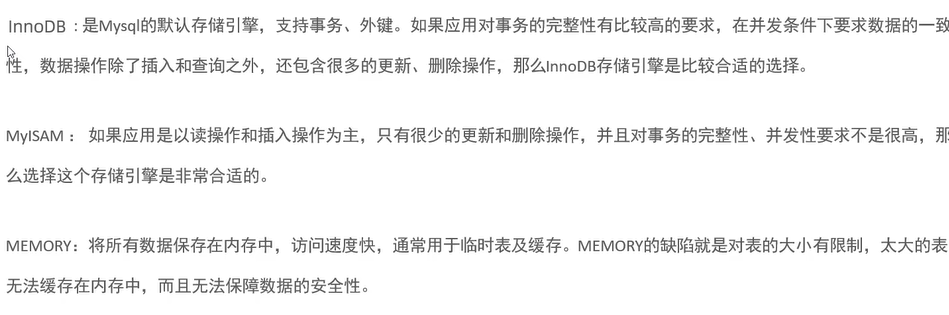 InnoDB : 是Mysql的默认存储引擎，支持事务、外键。如果应用对事务的完整性有比较高的要求，在并发条件下要求数据的一致
性，数据操作除了插入和查询之外，还包含很多的更新、删除操作，那么InnoDB存储引擎是比较合适的选择。
MyISAM ： 如果应用是以读操作和插入操作为主，只有很少的更新和删除操作，并且对事务的完整性、并发性要求不是很高，那
么选择这个存储引擎是非常合适的。
MEMORY：将所有数据保存在内存中，访问速度快，通常用于临时表及缓存。MEMORY的缺陷就是对表的大小有限制，太大的表
无法缓存在内存中，而且无法保障数据的安全性。